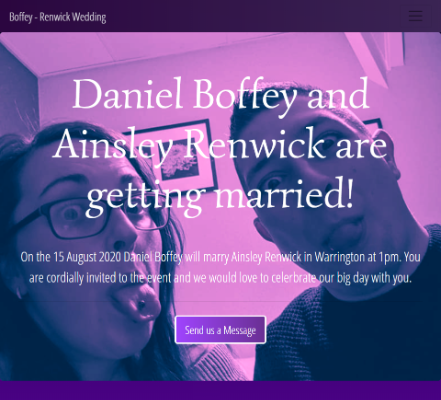 Boffey - Renwick Wedding
Daniel Boffey and
Ainsley Renwick are
getting married!
On the 15 August 2020 Daniel Boffey will marry Ainsley Renwick in Warrington at 1pm. You
are cordially invited to the event and we would love to celerbrate our big day with you.
Send us a Message